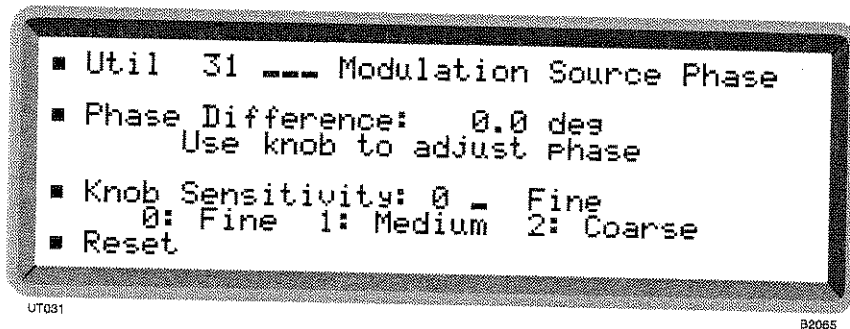 ■ Util 31 ___ Modulation Source Phase
■ Phase Difference: 0.0 deg
Use knob to adjust phase
■ Knob Sensitivity: 0 _ Fine
0: Fine 1: Medium 2: Coarse
■ Reset
UT031
B2065